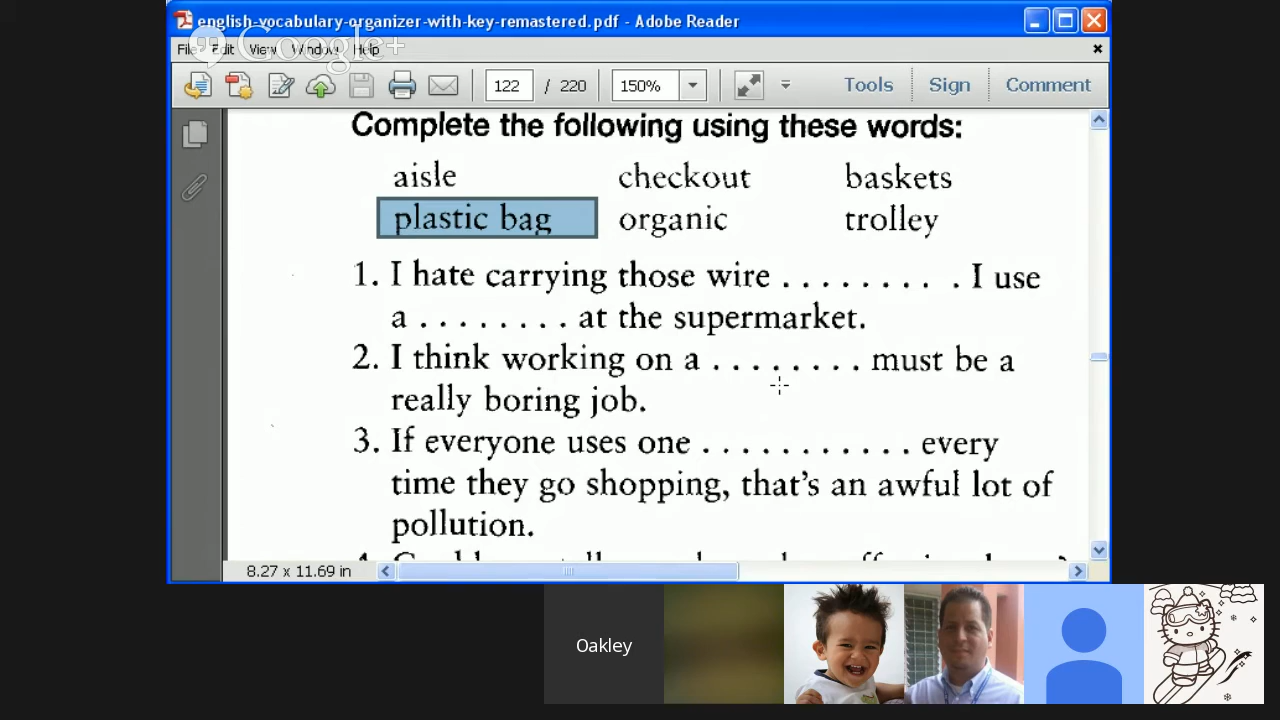 english-vocabulary-organizer-with-key-remastered.pdf - Adobe Reader
Google+
File Edit View Window Help
122 / 220 150% Tools Sign Comment
Complete the following using these words:
aisle checkout baskets
plastic bag organic trolley
1. I hate carrying those wire . . . . . . . . . . I use
a . . . . . . . . at the supermarket.
2. I think working on a . . . . . . . . must be a
really boring job.
3. If everyone uses one . . . . . . . . . . . every
time they go shopping, that's an awful lot of
pollution.
8.27 x 11.69 in
Oakley